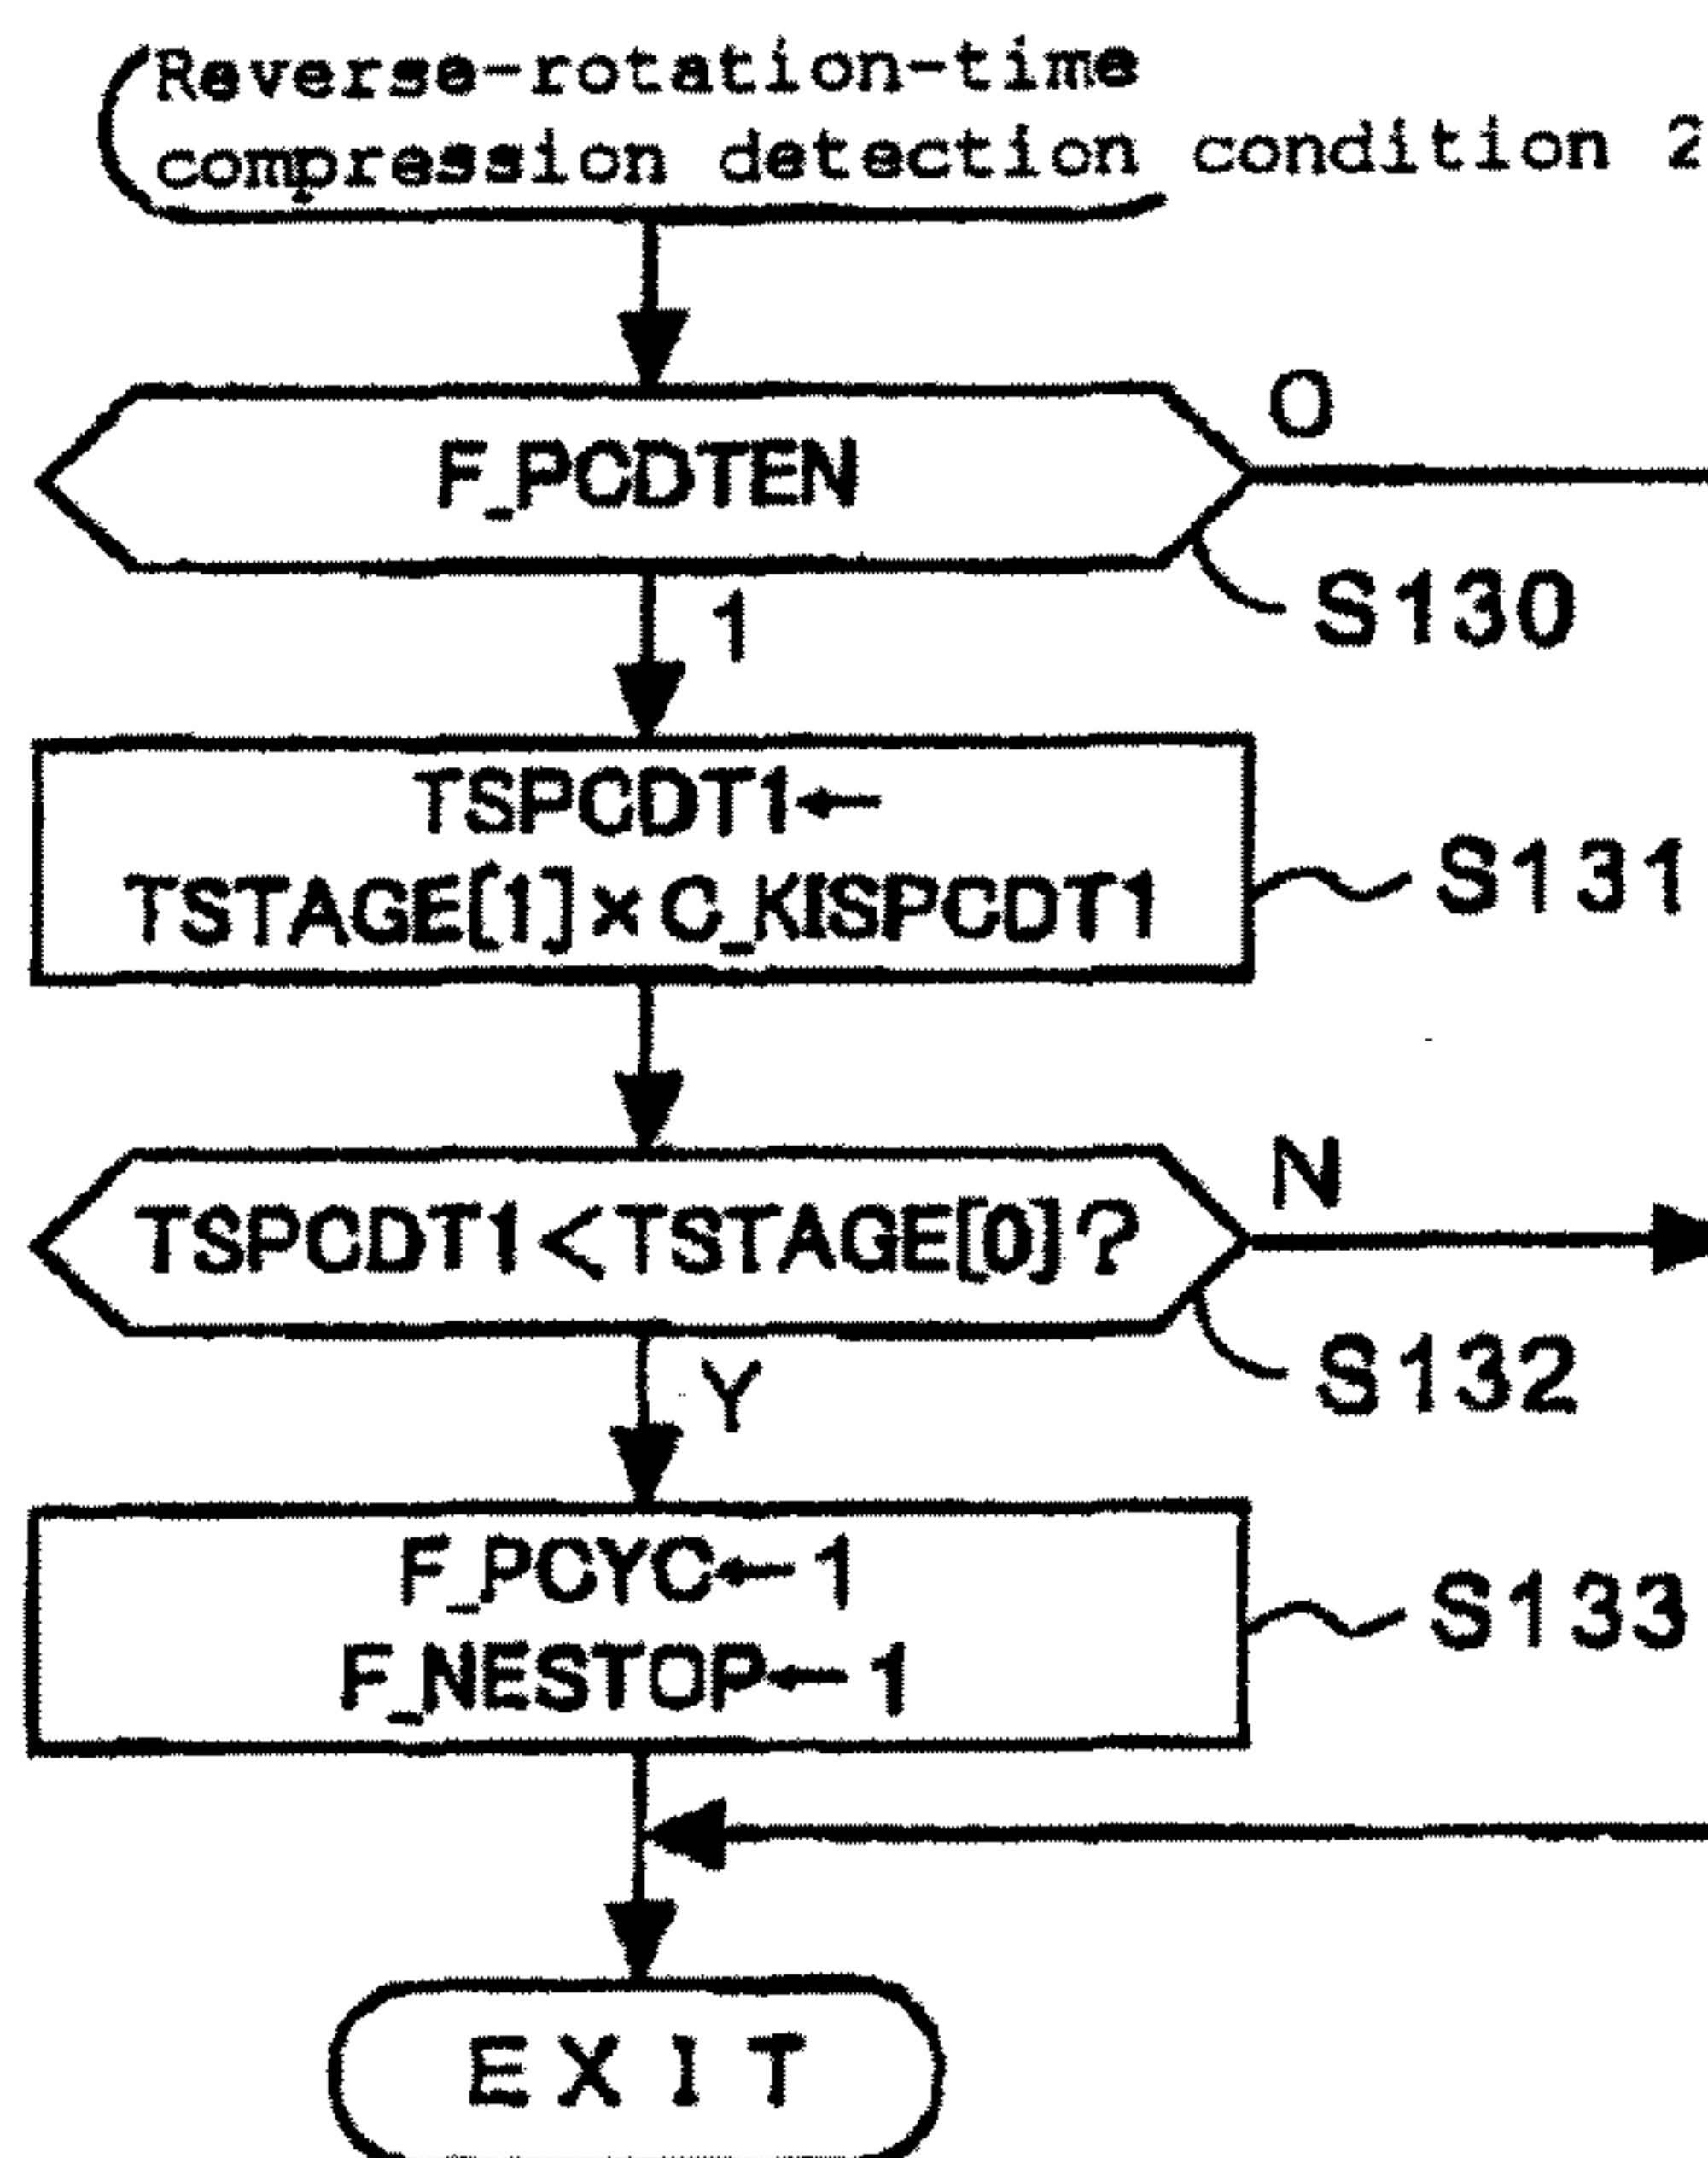 Reverse-rotation-time
compression detection condition 2
F_PCDTEN
0
S130
1
TSPCDT1←
TSTAGE[1]×C_KISPCDT1
S131
TSPCDT1<TSTAGE[0]?
N
S132
Y
F_PCYC←1
F_NESTOP←1
S133
EXIT